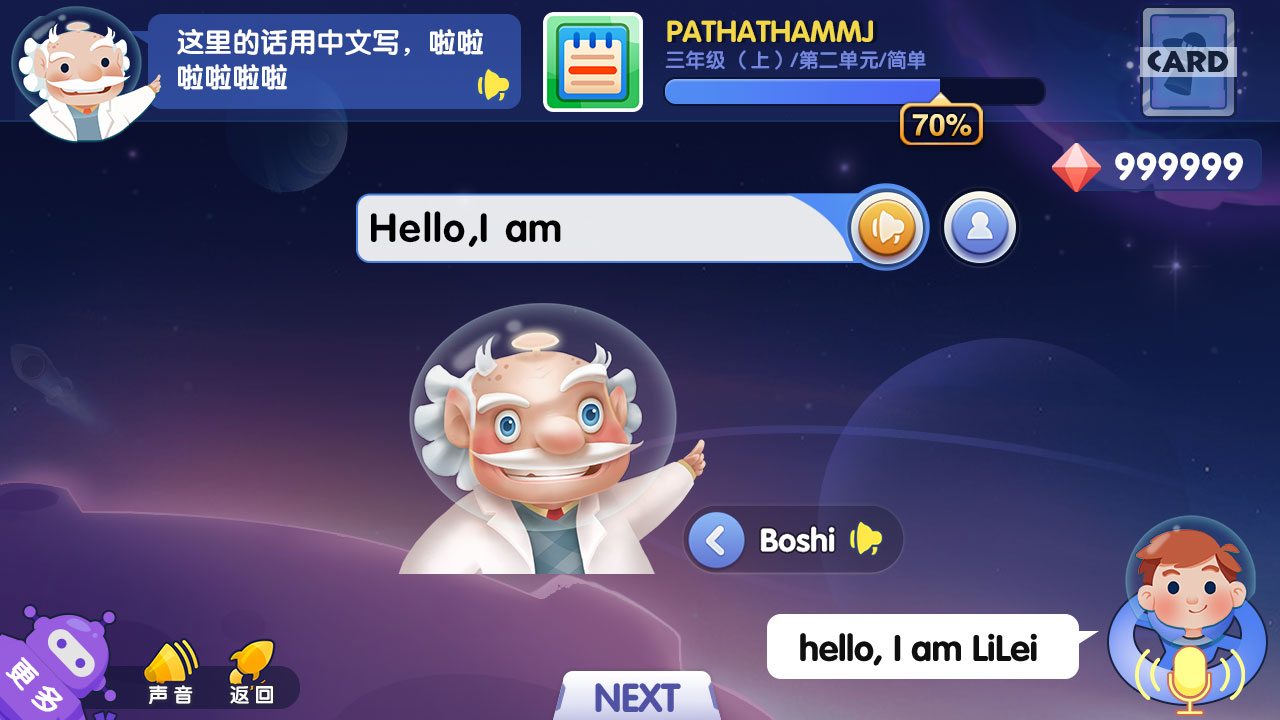 这里的话用中文写，啦啦
啦啦啦啦
PATHATHAMMJ
三年级（上）/第二单元/简单
70%
CARD
999999
Hello,I am
Boshi
hello, I am LiLei
更多
声音
返回
NEXT